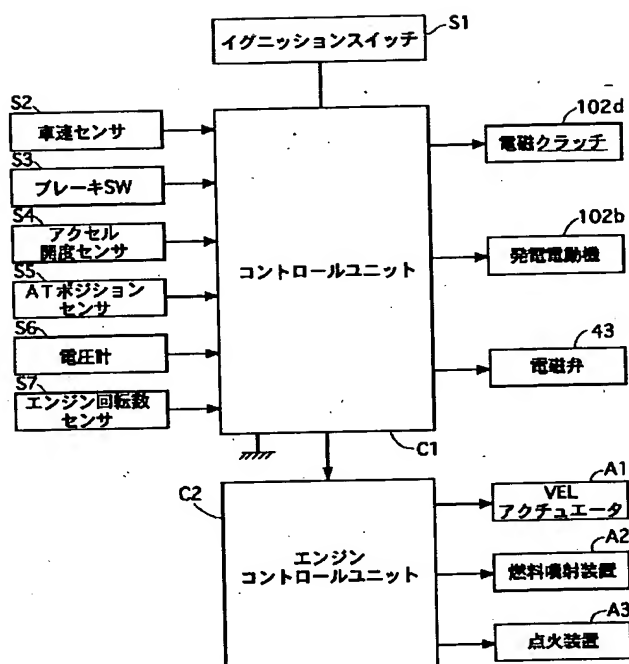 S1
イグニッションスイッチ
S2
車速センサ
S3
ブレーキSW
S4
アクセル
開度センサ
S5
ATポジション
センサ
S6
電圧計
S7
エンジン回転数
センサ
コントロールユニット
C1
102d
電磁クラッチ
102b
発電電動機
43
電磁弁
C2
エンジン
コントロールユニット
A1
VEL
アクチュエータ
A2
燃料噴射装置
A3
点火装置